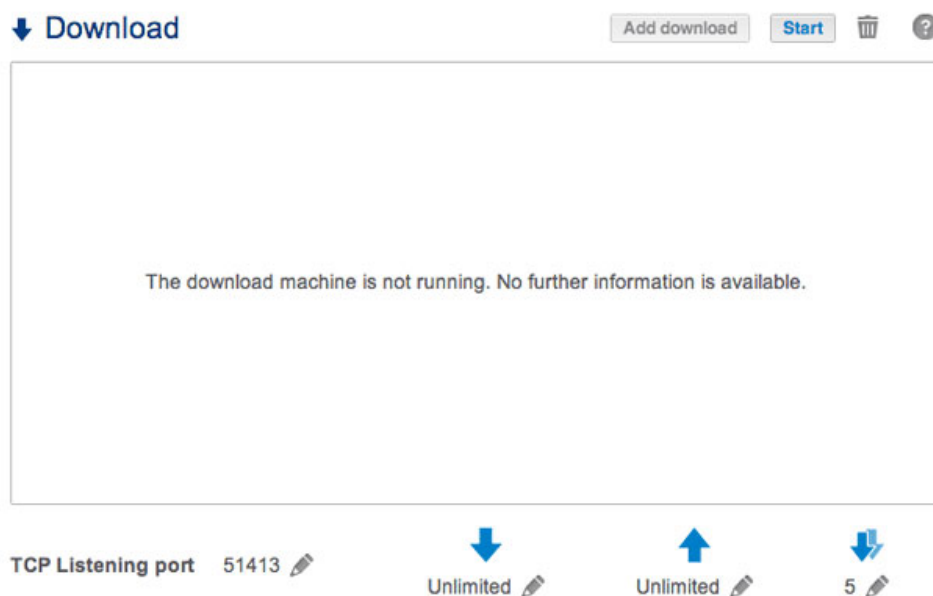 Download
Add download Start ?
The download machine is not running. No further information is available.
TCP Listening port 51413
Unlimited
Unlimited
5